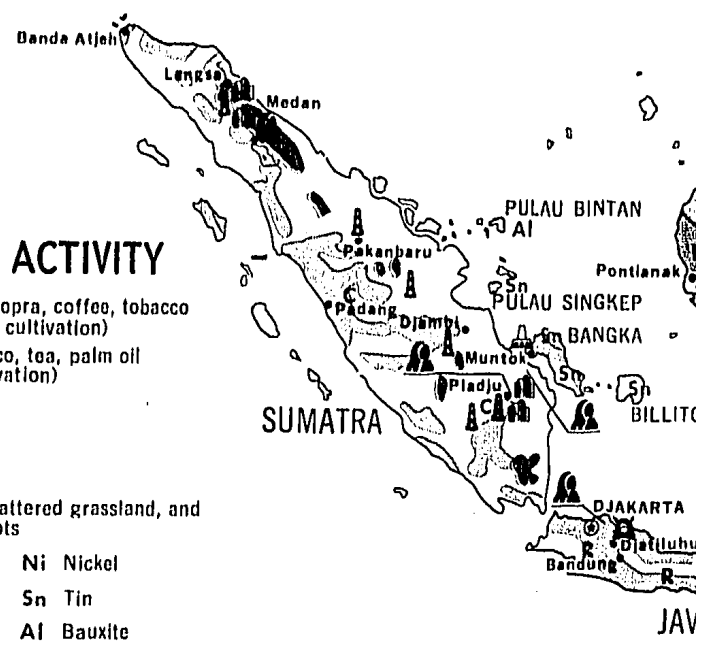 Banda Atjeh
Langsa
Medan
PULAU BINTAN
Al
ACTIVITY
Pakanbaru
Pontianak
Sn
opra, coffee, tobacco
cultivation)
C
Padang
PULAU SINGKEP
Djambi
Sn BANGKA
co, tea, palm oil
vation)
Muntok
Sn
Pladju
Sn
SUMATRA
C
BILLITO
attered grassland, and
ots
DJAKARTA
Ni Nickel
R
Djatiluhu
Bandung
R
Sn Tin
Al Bauxite
JAV